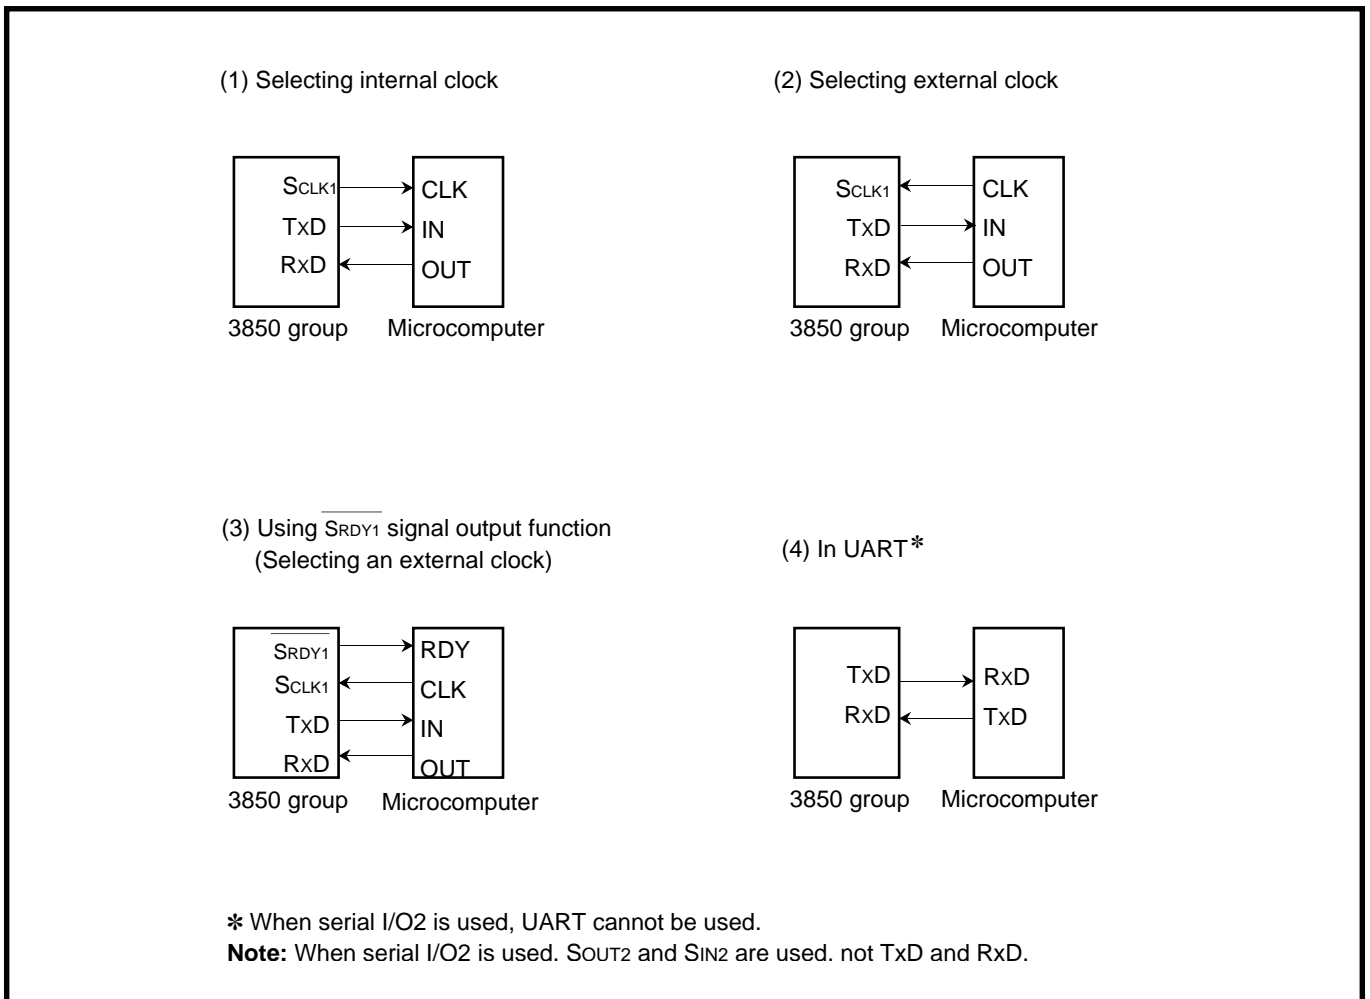 (1) Selecting internal clock
SCLK1 CLK
TxD IN
RxD OUT
3850 group Microcomputer
(2) Selecting external clock
SCLK1 CLK
TxD IN
RxD OUT
3850 group Microcomputer
(3) Using S̅R̅D̅Y̅1̅ signal output function
(Selecting an external clock)
S̅R̅D̅Y̅1̅ RDY
SCLK1 CLK
TxD IN
RxD OUT
3850 group Microcomputer
(4) In UART*
TxD RxD
RxD TxD
3850 group Microcomputer
* When serial I/O2 is used, UART cannot be used.
Note: When serial I/O2 is used. SOUT2 and SIN2 are used. not TxD and RxD.